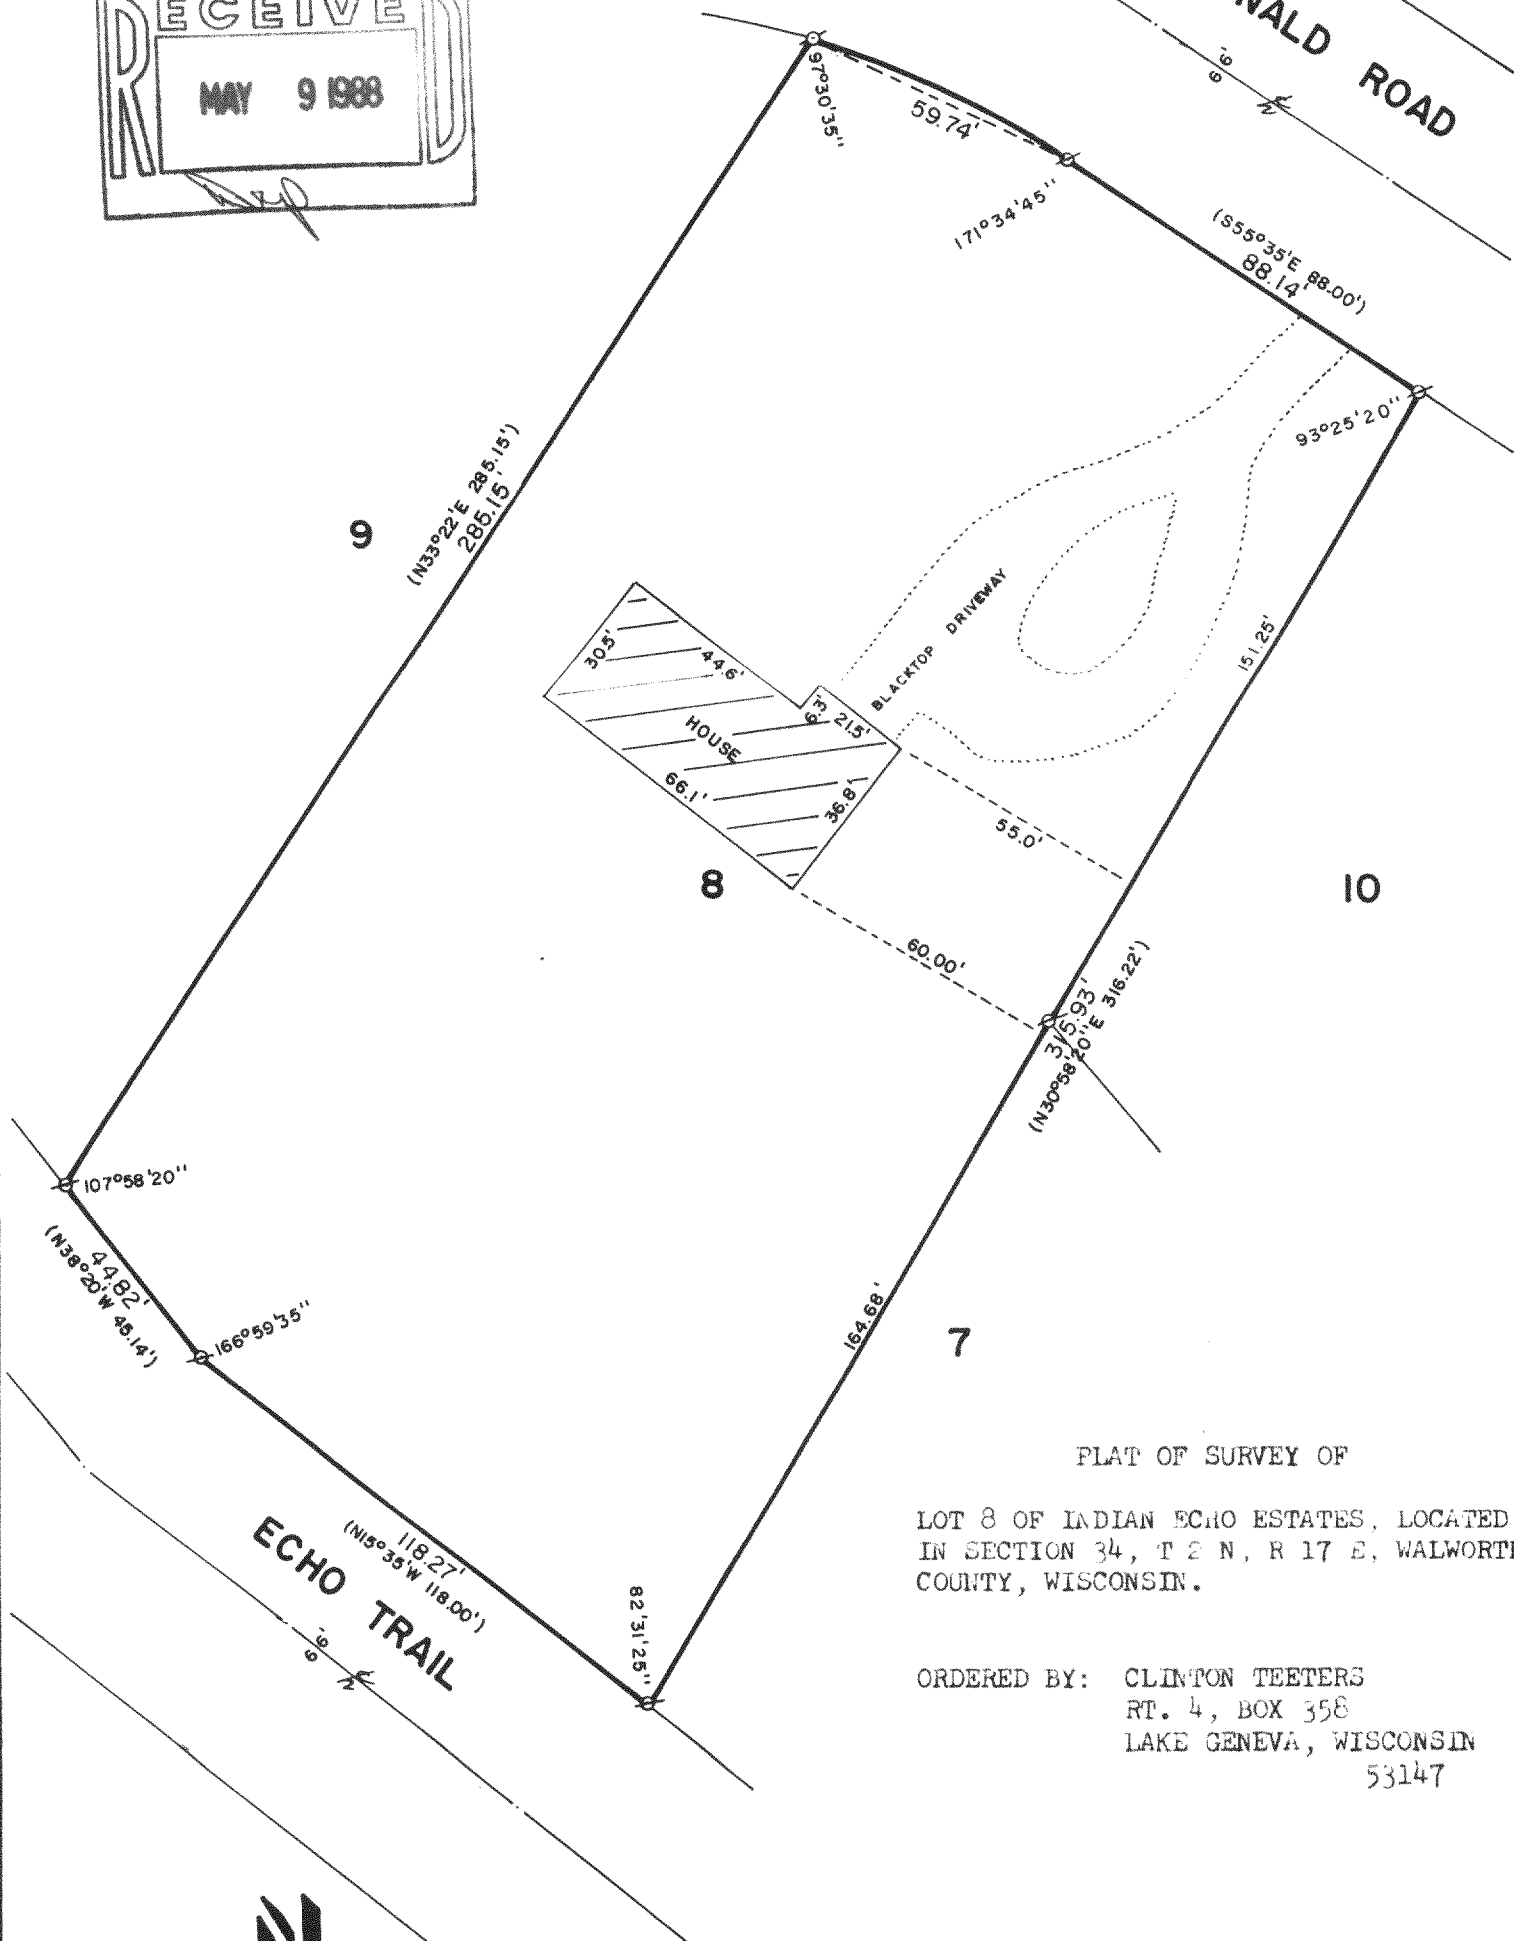 RECEIVED
MAY 9 1988
NALD ROAD
66'
97°30'35"
59.74'
171°34'45"
(S55°35'E 88.00')
88.14'
93°25'20"
(N33°22'E 285.15')
285.15'
9
BLACKTOP DRIVEWAY
151.25'
30.5'
44.6'
6.3'
21.5'
HOUSE
66.1'
36.8'
55.0'
8
10
60.00'
315.93'
(N30°58'20"E 316.22')
107°58'20"
44.82'
(N38°20'W 45.14')
166°59'35"
164.68'
7
118.27'
(N15°35'W 118.00')
ECHO TRAIL
66'
82°31'25"
PLAT OF SURVEY OF
LOT 8 OF INDIAN ECHO ESTATES, LOCATED
IN SECTION 34, T 2 N, R 17 E, WALWORTH
COUNTY, WISCONSIN.
ORDERED BY: CLINTON TEETERS
RT. 4, BOX 358
LAKE GENEVA, WISCONSIN
53147